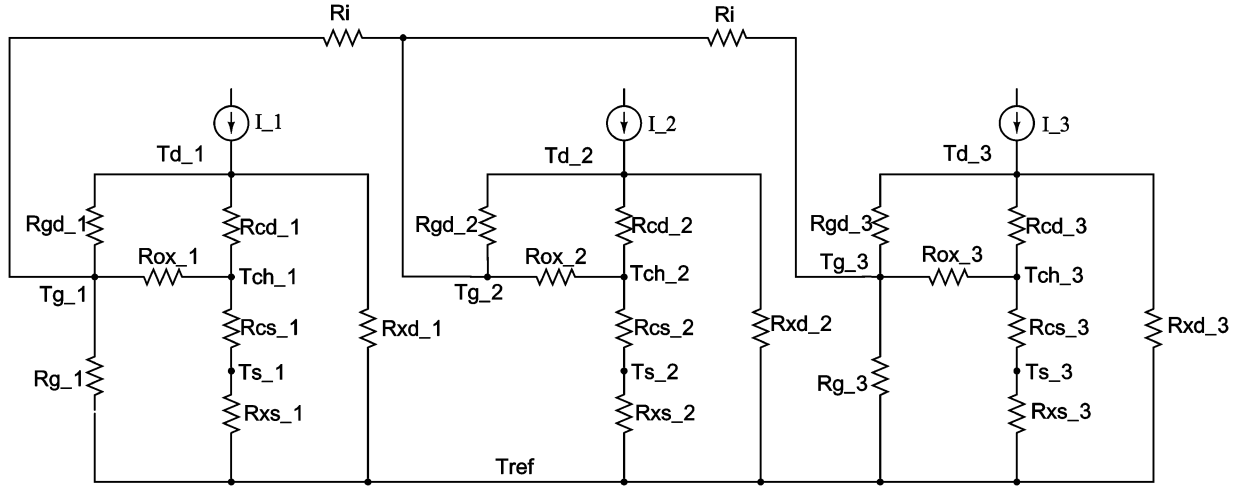 Ri
Ri
I_1
I_2
I_3
Td_1
Td_2
Td_3
Rgd_1
Rcd_1
Rgd_2
Rcd_2
Rgd_3
Rcd_3
Rox_1
Rox_2
Rox_3
Tg_1
Tch_1
Tg_2
Tch_2
Tg_3
Tch_3
Rcs_1
Rxd_1
Rcs_2
Rxd_2
Rcs_3
Rxd_3
Rg_1
Ts_1
Ts_2
Rg_3
Ts_3
Rxs_1
Rxs_2
Rxs_3
Tref